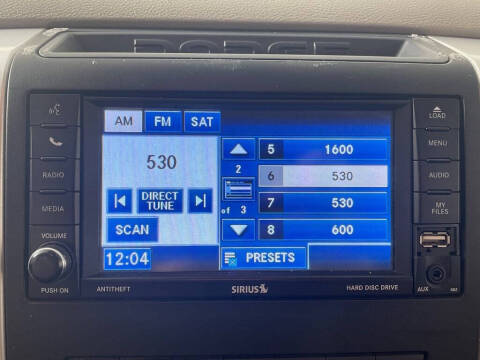 DODGE
AM FM SAT
530
DIRECT TUNE
SCAN
12:04
2
of 3
5 1600
6 530
7 530
8 600
PRESETS
RADIO
MEDIA
VOLUME
PUSH ON
LOAD
MENU
AUDIO
MY FILES
AUX
ANTITHEFT
SIRIUS
HARD DISC DRIVE